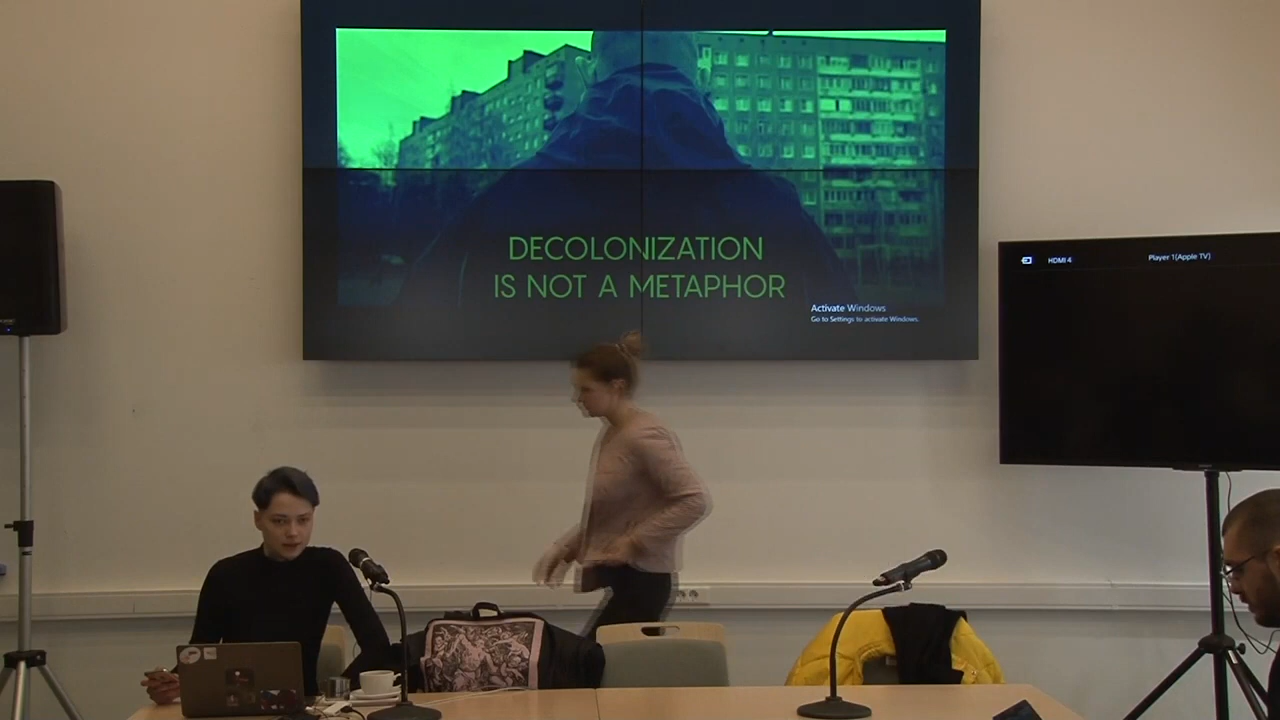 DECOLONIZATION
IS NOT A METAPHOR
Activate Windows
Go to Settings to activate Windows.
HDMI 4
Player 1(Apple TV)